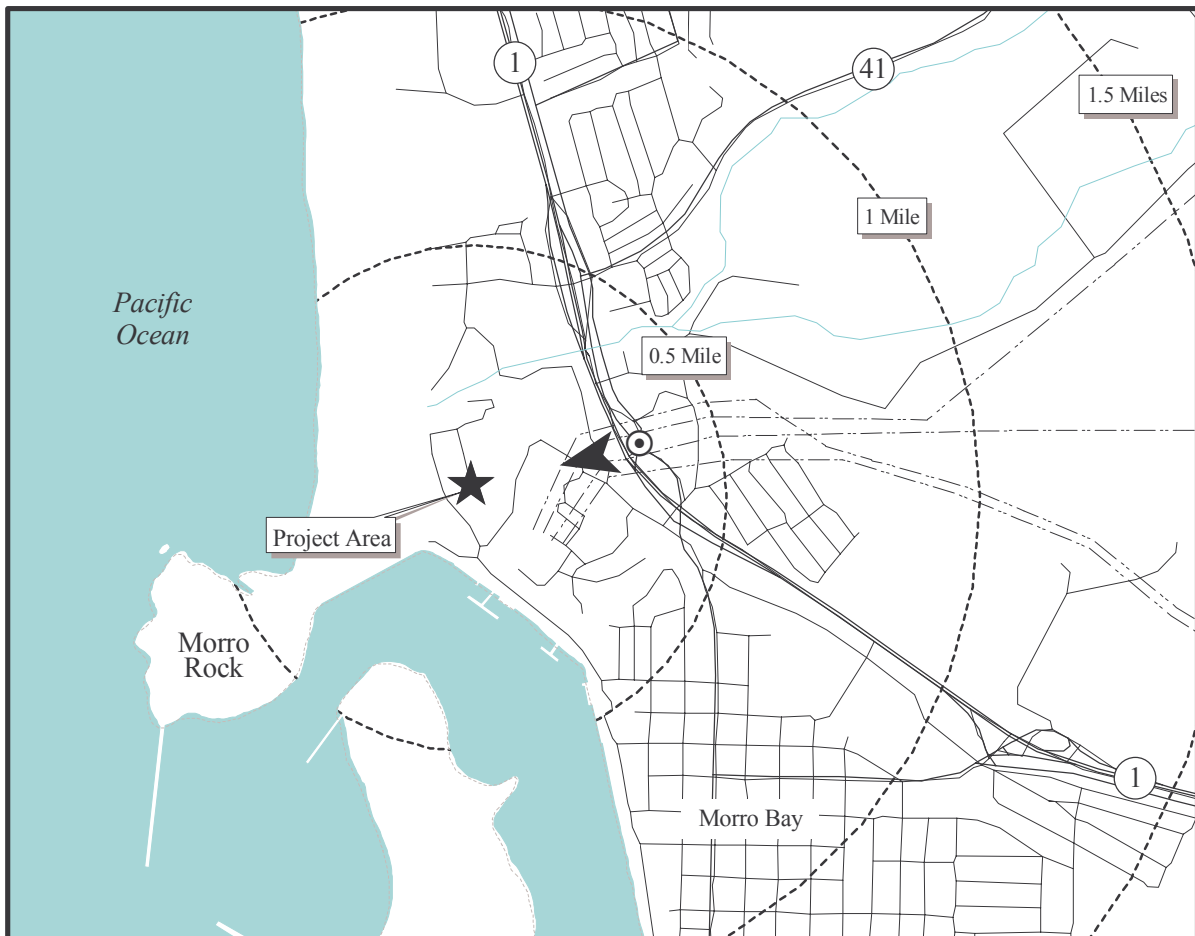 1
41
1.5 Miles
1 Mile
Pacific
Ocean
0.5 Mile
Project Area
Morro
Rock
1
Morro Bay